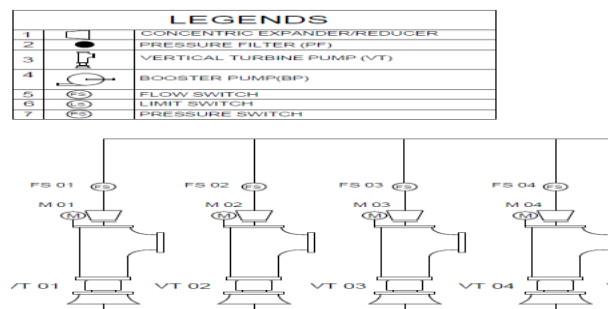 LEGENDS
1 CONCENTRIC EXPANDER/REDUCER
2 PRESSURE FILTER (PF)
3 VERTICAL TURBINE PUMP (VT)
4 BOOSTER PUMP(BP)
5 FS FLOW SWITCH
6 LS LIMIT SWITCH
7 PS PRESSURE SWITCH
FS 01 FS FS 02 FS FS 03 FS FS 04 FS
M 01 M 02 M 03 M 04
M M M M
VT 01 VT 02 VT 03 VT 04